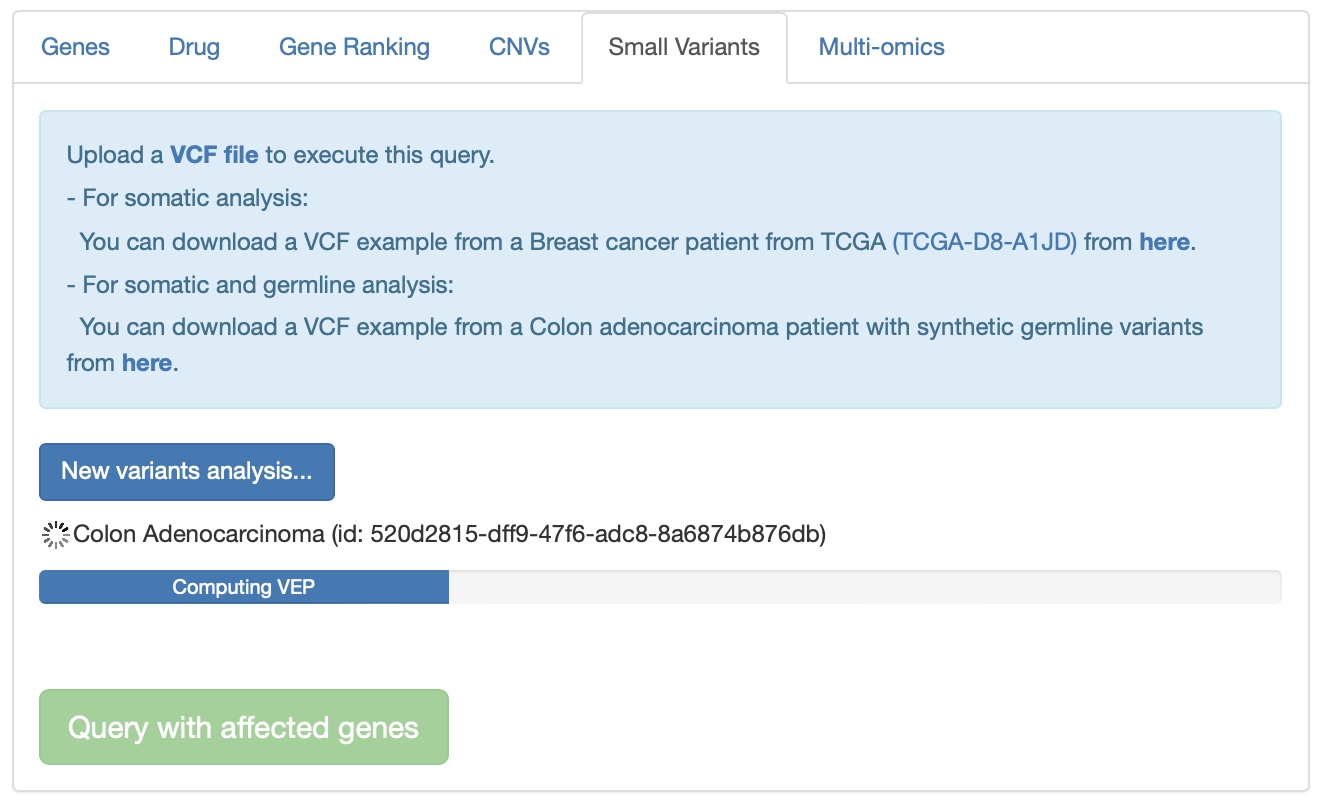 Genes Drug Gene Ranking CNVs Small Variants Multi-omics
Upload a VCF file to execute this query.
- For somatic analysis:
You can download a VCF example from a Breast cancer patient from TCGA (TCGA-D8-A1JD) from here.
- For somatic and germline analysis:
You can download a VCF example from a Colon adenocarcinoma patient with synthetic germline variants
from here.
New variants analysis...
Colon Adenocarcinoma (id: 520d2815-dff9-47f6-adc8-8a6874b876db)
Computing VEP
Query with affected genes